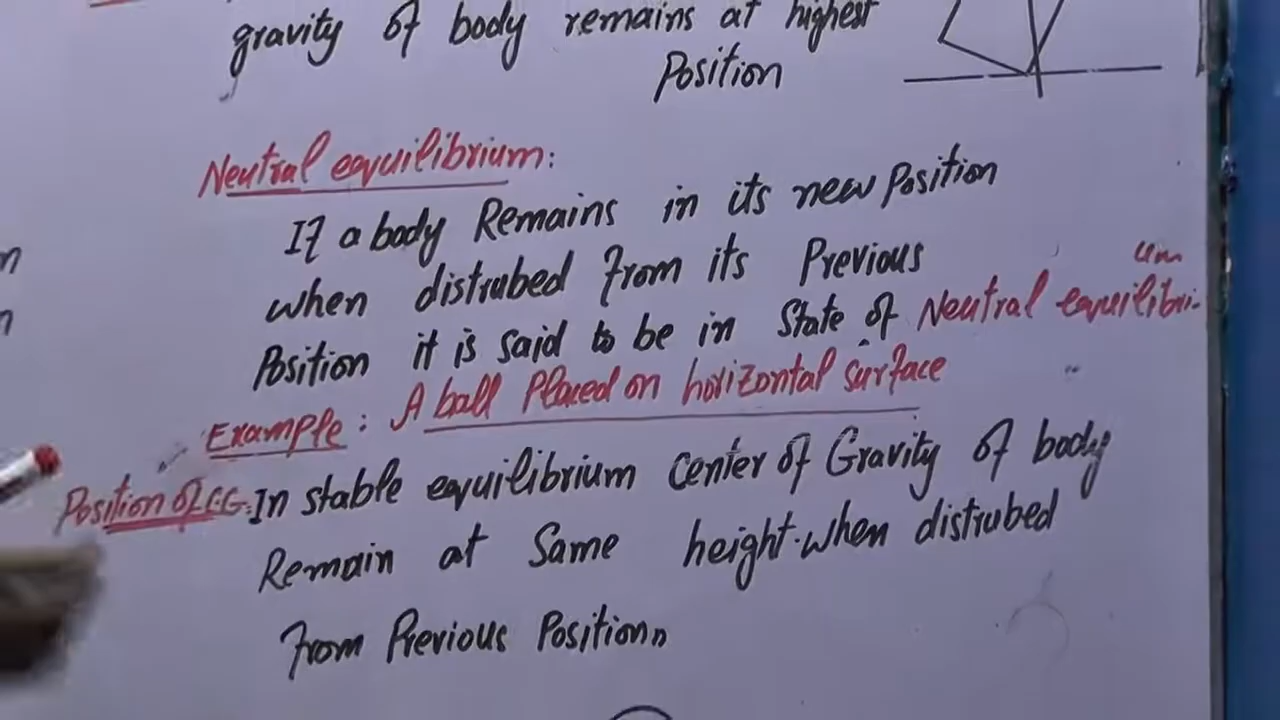 gravity of body remains at highest
Position
Neutral equilibrium:
If a body Remains in its new Position
when distrubed from its Previous
Position it is said to be in State of Neutral equilibri-
um
Example: A ball Placed on horizontal surface
Position of C.G: In stable equilibrium Center of Gravity of body
Remain at Same height when distrubed
from Previous Position